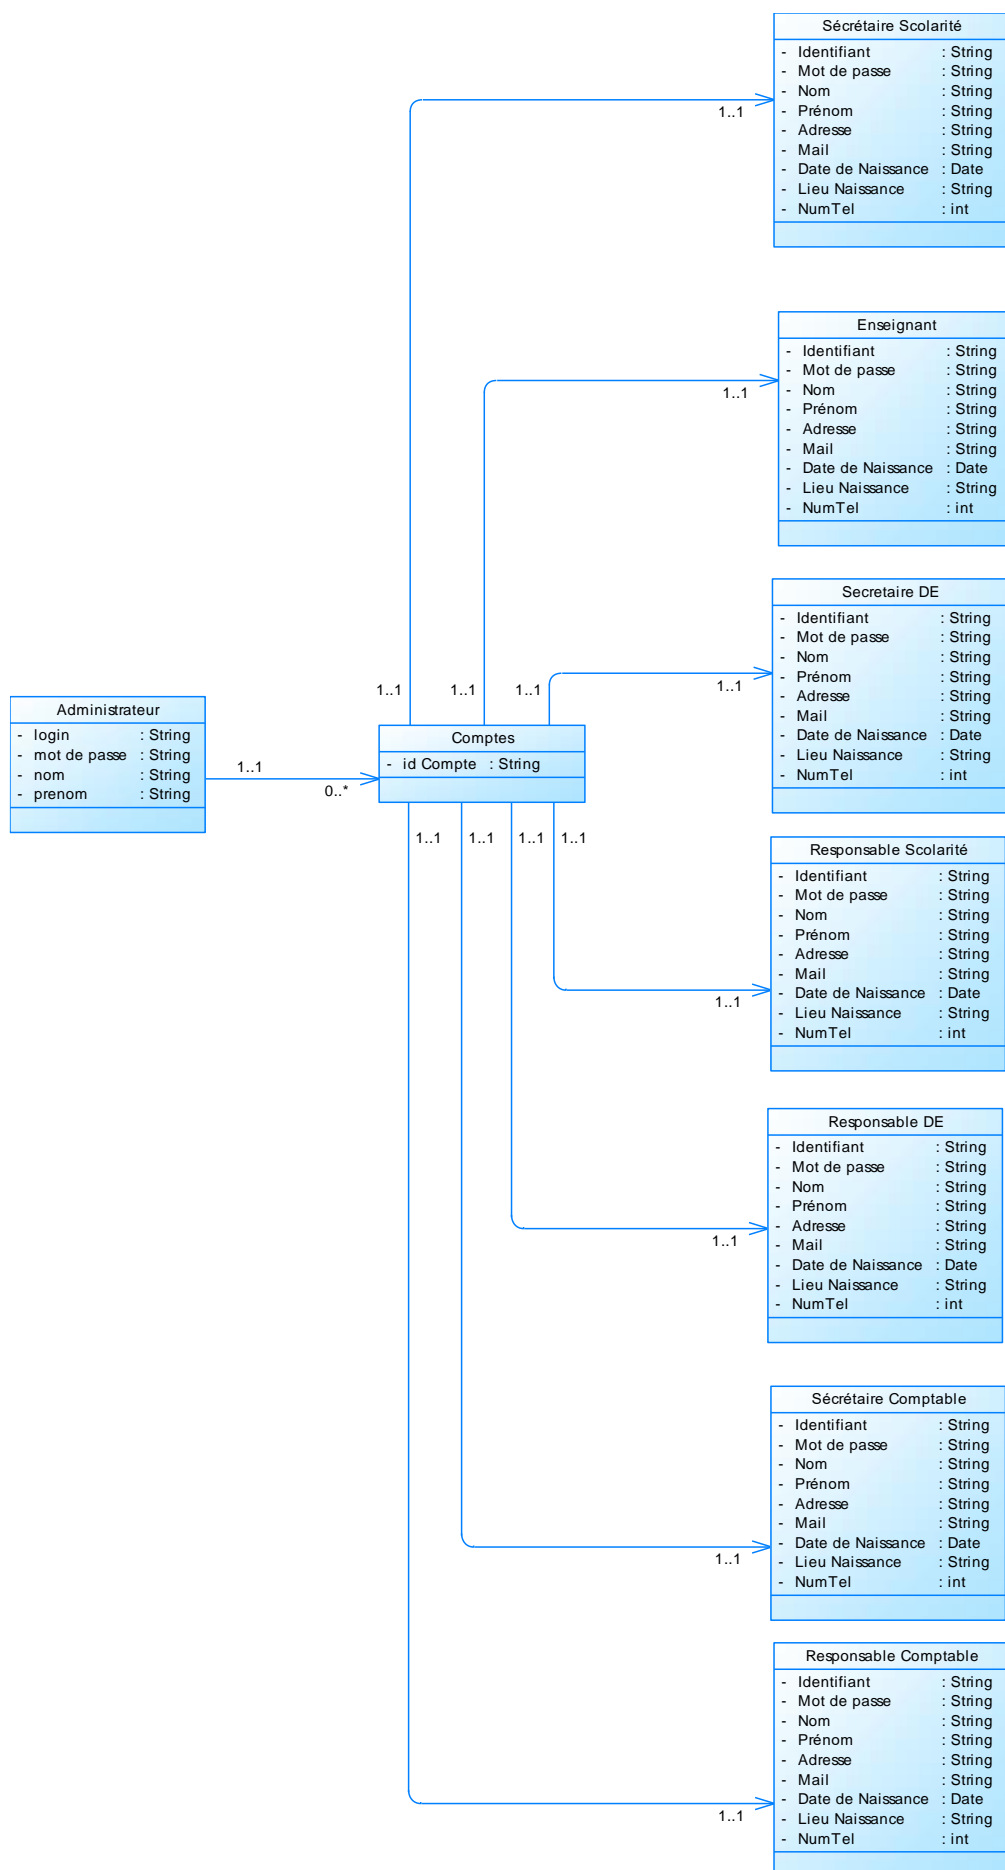 Sécrétaire Scolarité
- Identifiant : String
- Mot de passe : String
- Nom : String
- Prénom : String
- Adresse : String
- Mail : String
- Date de Naissance : Date
- Lieu Naissance : String
- NumTel : int
1..1
Enseignant
- Identifiant : String
- Mot de passe : String
- Nom : String
- Prénom : String
- Adresse : String
- Mail : String
- Date de Naissance : Date
- Lieu Naissance : String
- NumTel : int
1..1
Secretaire DE
- Identifiant : String
- Mot de passe : String
- Nom : String
- Prénom : String
- Adresse : String
- Mail : String
- Date de Naissance : Date
- Lieu Naissance : String
- NumTel : int
1..1
1..1 1..1 1..1
Administrateur
- login : String
- mot de passe : String
- nom : String
- prenom : String
1..1
0..*
Comptes
- id Compte : String
1..1 1..1 1..1 1..1
Responsable Scolarité
- Identifiant : String
- Mot de passe : String
- Nom : String
- Prénom : String
- Adresse : String
- Mail : String
- Date de Naissance : Date
- Lieu Naissance : String
- NumTel : int
1..1
Responsable DE
- Identifiant : String
- Mot de passe : String
- Nom : String
- Prénom : String
- Adresse : String
- Mail : String
- Date de Naissance : Date
- Lieu Naissance : String
- NumTel : int
1..1
Sécrétaire Comptable
- Identifiant : String
- Mot de passe : String
- Nom : String
- Prénom : String
- Adresse : String
- Mail : String
- Date de Naissance : Date
- Lieu Naissance : String
- NumTel : int
1..1
Responsable Comptable
- Identifiant : String
- Mot de passe : String
- Nom : String
- Prénom : String
- Adresse : String
- Mail : String
- Date de Naissance : Date
- Lieu Naissance : String
- NumTel : int
1..1